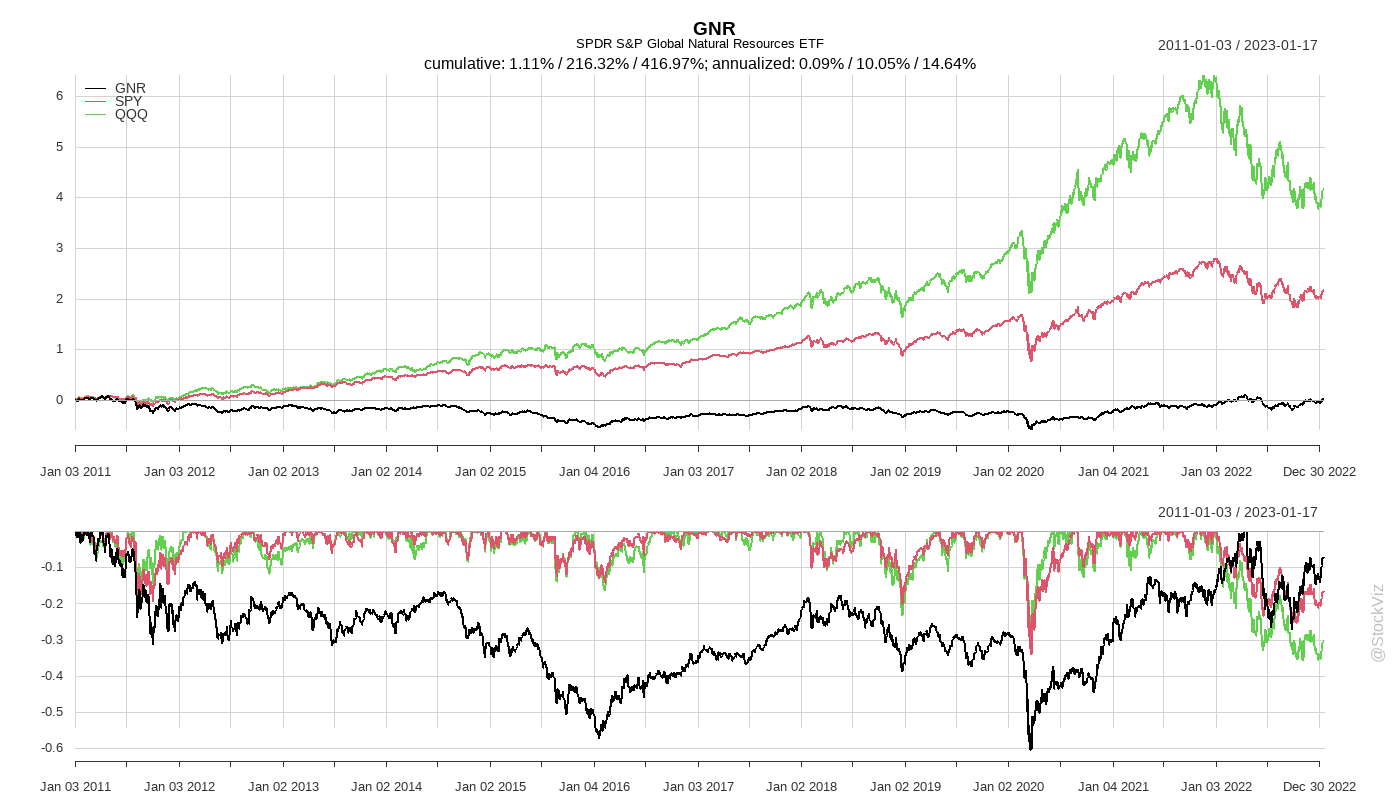 GNR
SPDR S&P Global Natural Resources ETF
2011-01-03 / 2023-01-17
cumulative: 1.11% / 216.32% / 416.97%; annualized: 0.09% / 10.05% / 14.64%
GNR
SPY
QQQ
6
5
4
3
2
1
0
Jan 03 2011 Jan 03 2012 Jan 02 2013 Jan 02 2014 Jan 02 2015 Jan 04 2016 Jan 03 2017 Jan 02 2018 Jan 02 2019 Jan 02 2020 Jan 04 2021 Jan 03 2022 Dec 30 2022
2011-01-03 / 2023-01-17
-0.1
-0.2
-0.3
-0.4
-0.5
-0.6
Jan 03 2011 Jan 03 2012 Jan 02 2013 Jan 02 2014 Jan 02 2015 Jan 04 2016 Jan 03 2017 Jan 02 2018 Jan 02 2019 Jan 02 2020 Jan 04 2021 Jan 03 2022 Dec 30 2022
@StockViz